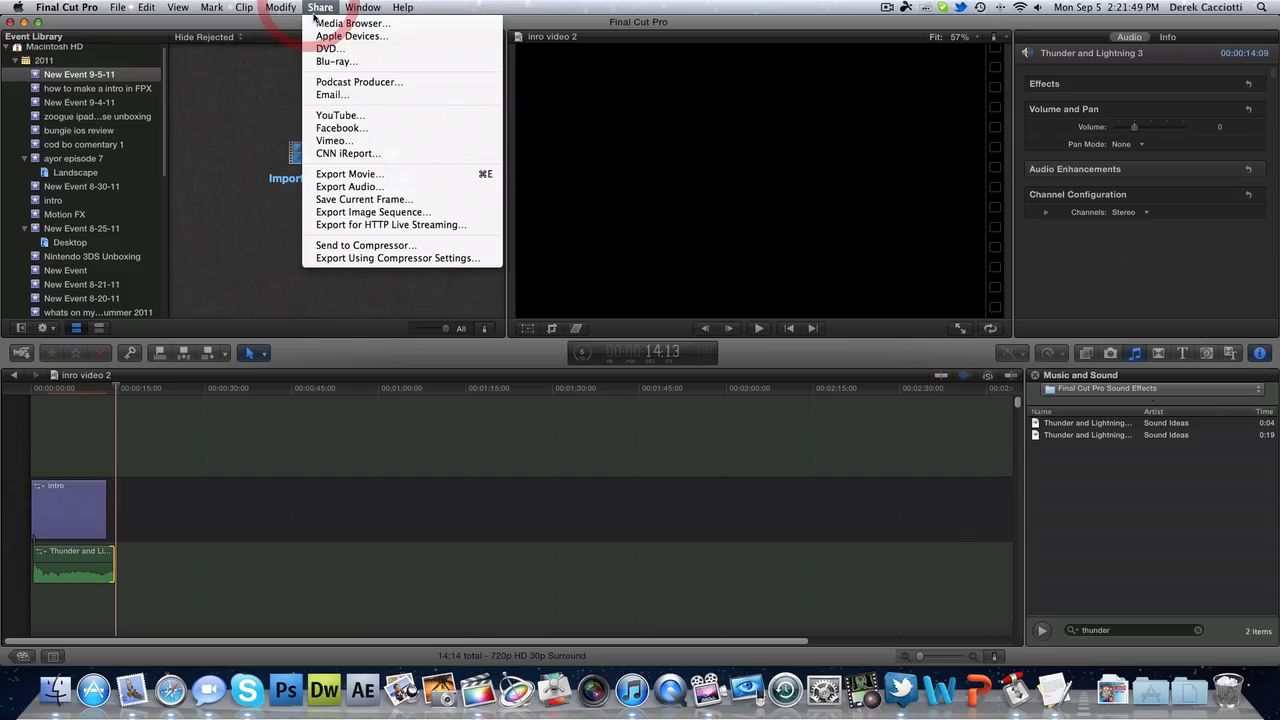 Final Cut Pro File Edit View Mark Clip Modify Share Window Help Mon Sep 5 2:21:49 PM Derek Cacciotti
Final Cut Pro
Event Library
Hide Rejected
Macintosh HD
2011
New Event 9-5-11
how to make a intro in FPX
New Event 9-4-11
zoogue ipad...se unboxing
bungie ios review
cod bo comentary 1
ayor episode 7
Landscape
New Event 8-30-11
intro
Motion FX
New Event 8-25-11
Desktop
Nintendo 3DS Unboxing
New Event
New Event 8-21-11
New Event 8-20-11
whats on my...ummer 2011
Import
All
Media Browser...
Apple Devices...
DVD...
Blu-ray...
Podcast Producer...
Email...
YouTube...
Facebook...
Vimeo...
CNN iReport...
Export Movie... ⌘E
Export Audio...
Save Current Frame...
Export Image Sequence...
Export for HTTP Live Streaming...
Send to Compressor...
Export Using Compressor Settings...
inro video 2
Fit: 57%
Audio Info
Thunder and Lightning 3 00:00:14:09
Effects
Volume and Pan
Volume: 0
Pan Mode: None
Audio Enhancements
Channel Configuration
Channels: Stereo
00:00:14.13
inro video 2
00:00:00:00 00:00:15:00 00:00:30:00 00:00:45:00 00:01:00:00 00:01:15:00 00:01:30:00 00:01:45:00 00:02:00:00 00:02:15:00 00:02:30:00
intro
Thunder and Li...
Music and Sound
Final Cut Pro Sound Effects
Name Artist Time
Thunder and Lightning... Sound Ideas 0:04
Thunder and Lightning... Sound Ideas 0:19
thunder
2 items
14:14 total - 720p HD 30p Surround
Ps Dw AE